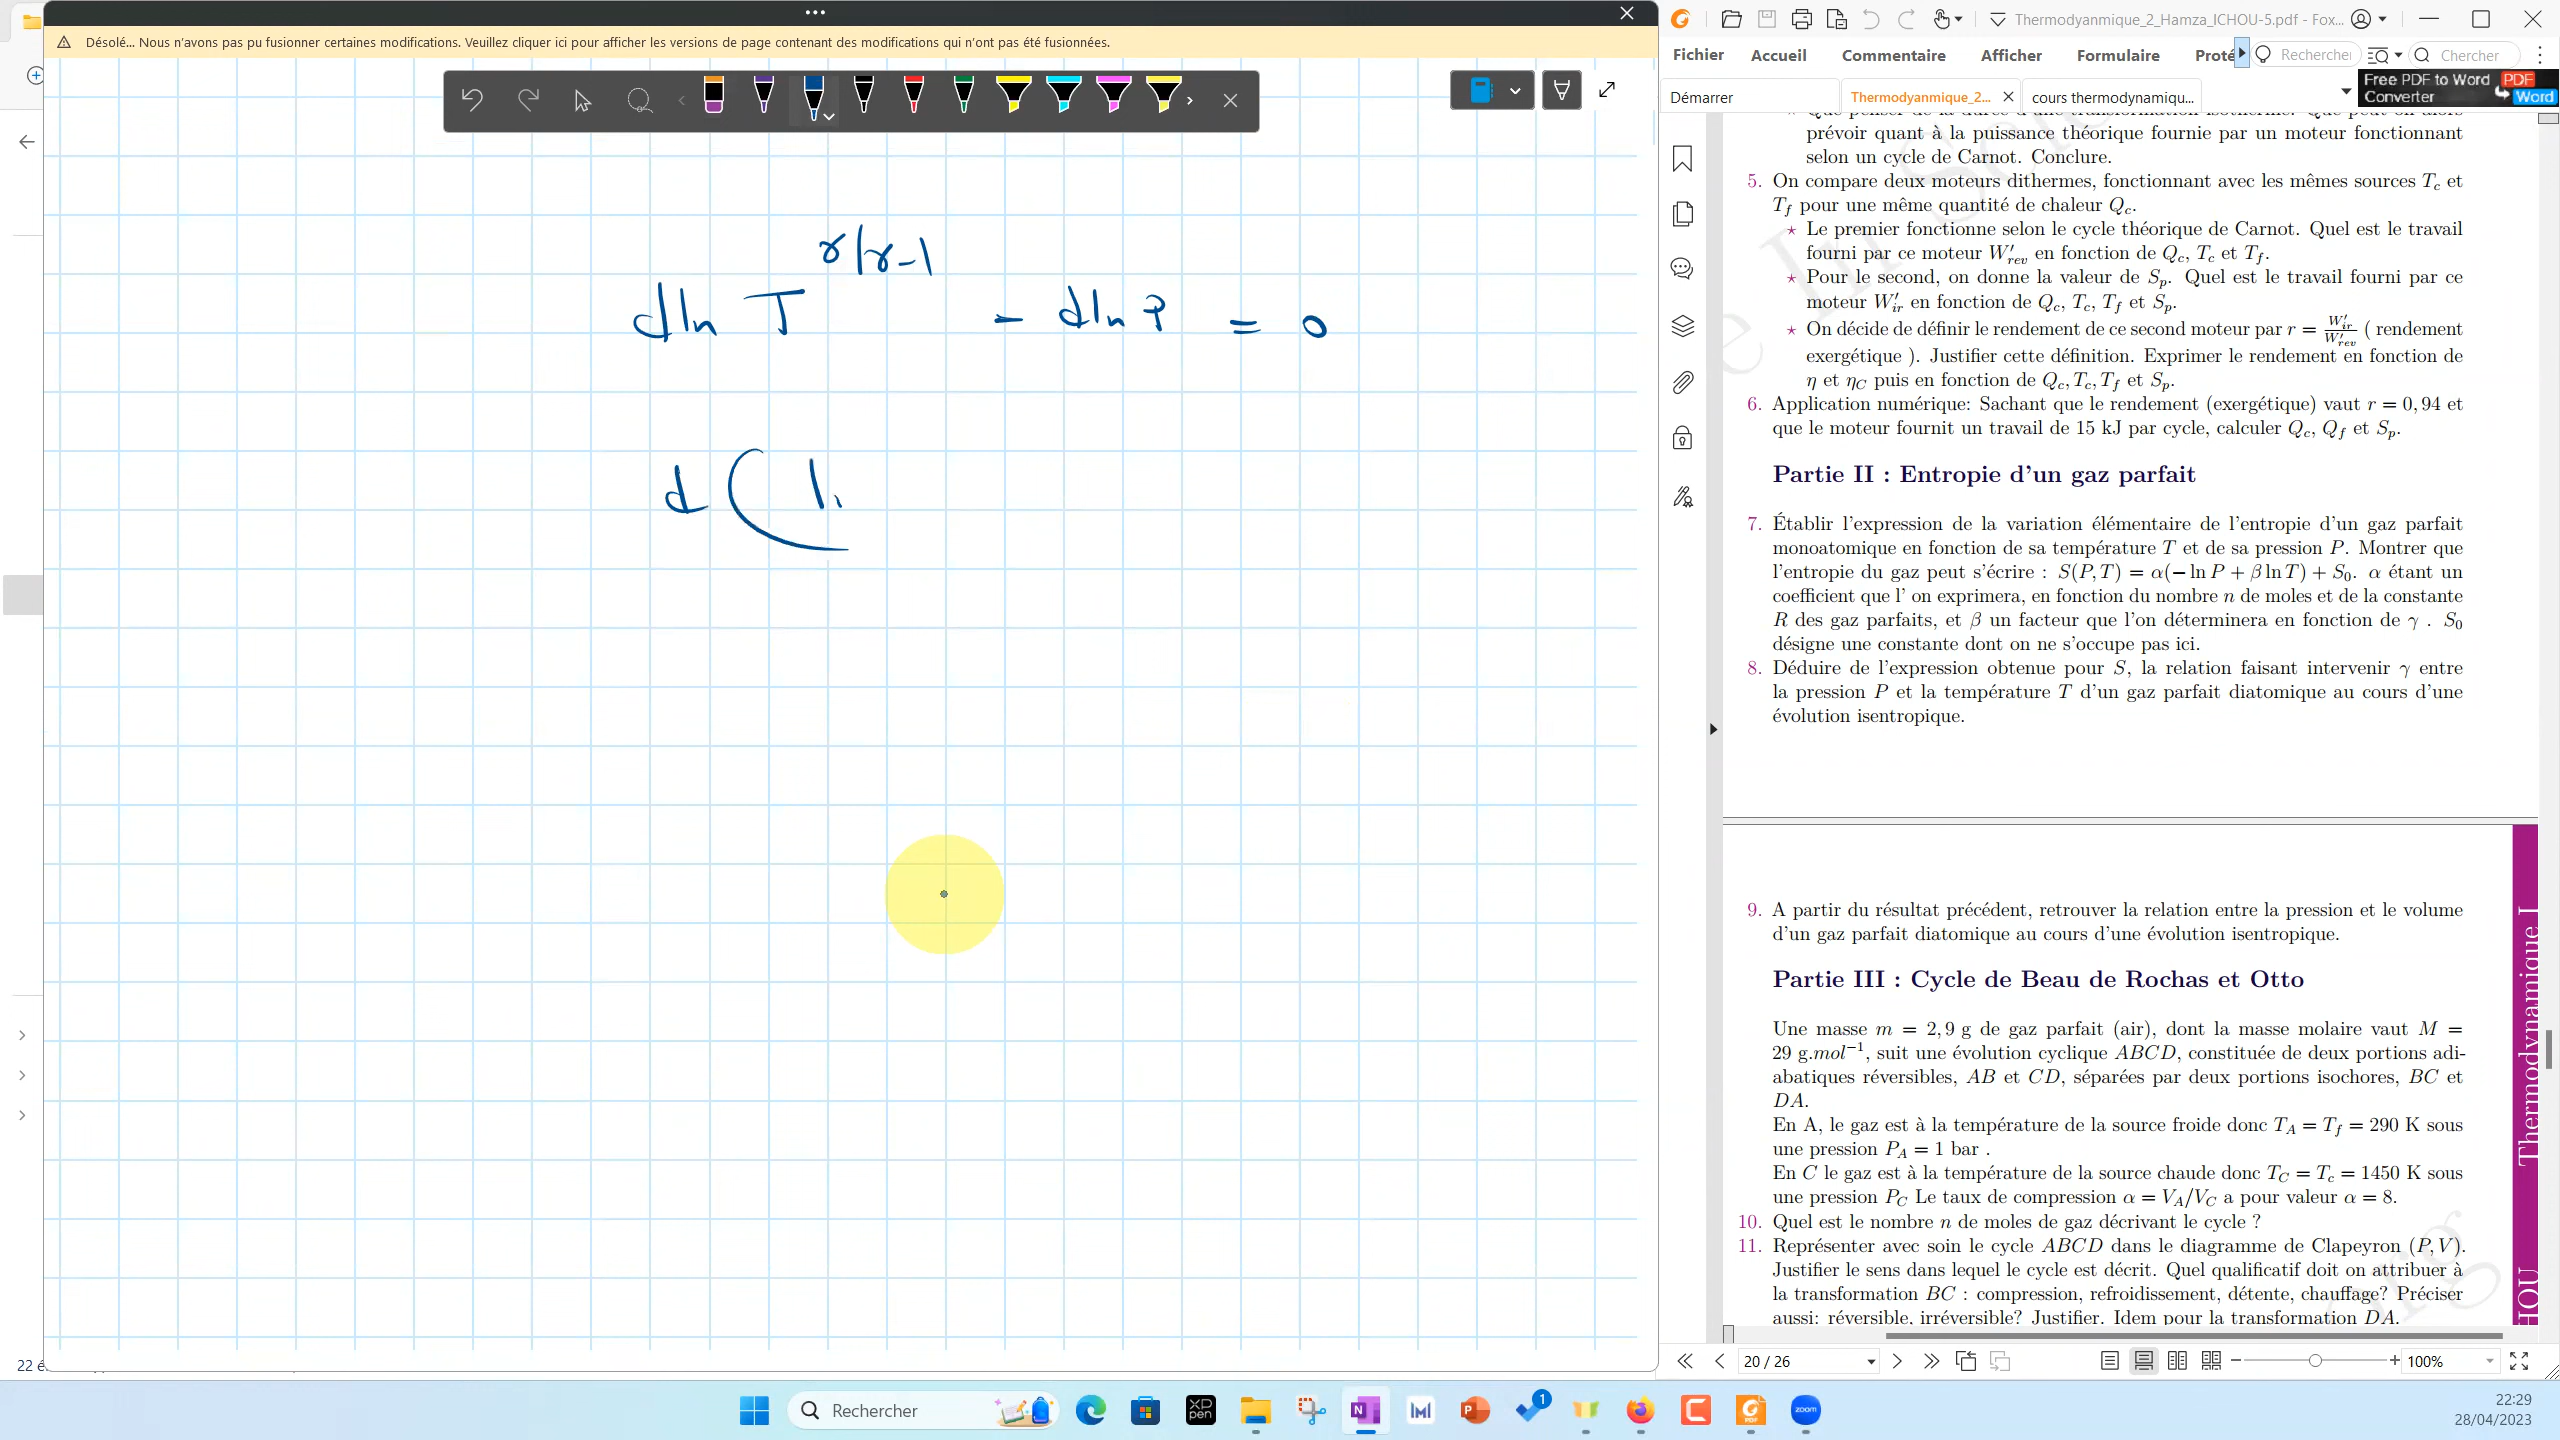 Désolé... Nous n'avons pas pu fusionner certaines modifications. Veuillez cliquer ici pour afficher les versions de page contenant des modifications qui n'ont pas été fusionnées.
d ln T^{γ/γ-1} - d ln P = 0
d (
22
Thermodyanmique_2_Hamza_ICHOU-5.pdf - Fox...
Fichier Accueil Commentaire Afficher Formulaire Proté Recherche Chercher
Free PDF to Word Converter PDF Word
Démarrer Thermodyanmique_2... cours thermodynamiqu...
prévoir quant à la puissance théorique fournie par un moteur fonctionnant
selon un cycle de Carnot. Conclure.
5. On compare deux moteurs dithermes, fonctionnant avec les mêmes sources T_c et
T_f pour une même quantité de chaleur Q_c.
⋆ Le premier fonctionne selon le cycle théorique de Carnot. Quel est le travail
fourni par ce moteur W'_{rev} en fonction de Q_c, T_c et T_f.
⋆ Pour le second, on donne la valeur de S_p. Quel est le travail fourni par ce
moteur W'_{ir} en fonction de Q_c, T_c, T_f et S_p.
⋆ On décide de définir le rendement de ce second moteur par r = W'_{ir}/W'_{rev} ( rendement
exergétique ). Justifier cette définition. Exprimer le rendement en fonction de
η et η_C puis en fonction de Q_c, T_c, T_f et S_p.
6. Application numérique: Sachant que le rendement (exergétique) vaut r = 0, 94 et
que le moteur fournit un travail de 15 kJ par cycle, calculer Q_c, Q_f et S_p.
Partie II : Entropie d'un gaz parfait
7. Établir l'expression de la variation élémentaire de l'entropie d'un gaz parfait
monoatomique en fonction de sa température T et de sa pression P. Montrer que
l'entropie du gaz peut s'écrire : S(P, T) = α(− ln P + β ln T) + S_0. α étant un
coefficient que l' on exprimera, en fonction du nombre n de moles et de la constante
R des gaz parfaits, et β un facteur que l'on déterminera en fonction de γ . S_0
désigne une constante dont on ne s'occupe pas ici.
8. Déduire de l'expression obtenue pour S, la relation faisant intervenir γ entre
la pression P et la température T d'un gaz parfait diatomique au cours d'une
évolution isentropique.
9. A partir du résultat précédent, retrouver la relation entre la pression et le volume
d'un gaz parfait diatomique au cours d'une évolution isentropique.
Partie III : Cycle de Beau de Rochas et Otto
Une masse m = 2, 9 g de gaz parfait (air), dont la masse molaire vaut M =
29 g.mol^{−1}, suit une évolution cyclique ABCD, constituée de deux portions adi-
abatiques réversibles, AB et CD, séparées par deux portions isochores, BC et
DA.
En A, le gaz est à la température de la source froide donc T_A = T_f = 290 K sous
une pression P_A = 1 bar .
En C le gaz est à la température de la source chaude donc T_C = T_c = 1450 K sous
une pression P_C Le taux de compression α = V_A/V_C a pour valeur α = 8.
10. Quel est le nombre n de moles de gaz décrivant le cycle ?
11. Représenter avec soin le cycle ABCD dans le diagramme de Clapeyron (P, V).
Justifier le sens dans lequel le cycle est décrit. Quel qualificatif doit on attribuer à
la transformation BC : compression, refroidissement, détente, chauffage? Préciser
aussi: réversible, irréversible? Justifier. Idem pour la transformation DA.
Thermodynamique I
HOU
20 / 26
100%
Rechercher
XD pen
1
zoom
22:29
28/04/2023